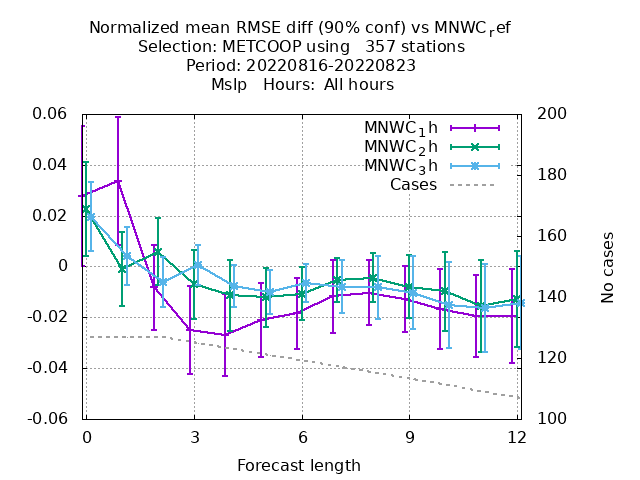 Normalized mean RMSE diff (90% conf) vs MNWC_ref
Selection: METCOOP using   357 stations
Period: 20220816-20220823
Mslp   Hours:  All hours
0.06
0.04
0.02
0
-0.02
-0.04
-0.06
200
180
160
140
120
100
MNWC_1h
MNWC_2h
MNWC_3h
Cases
No cases
0
3
6
9
12
Forecast length